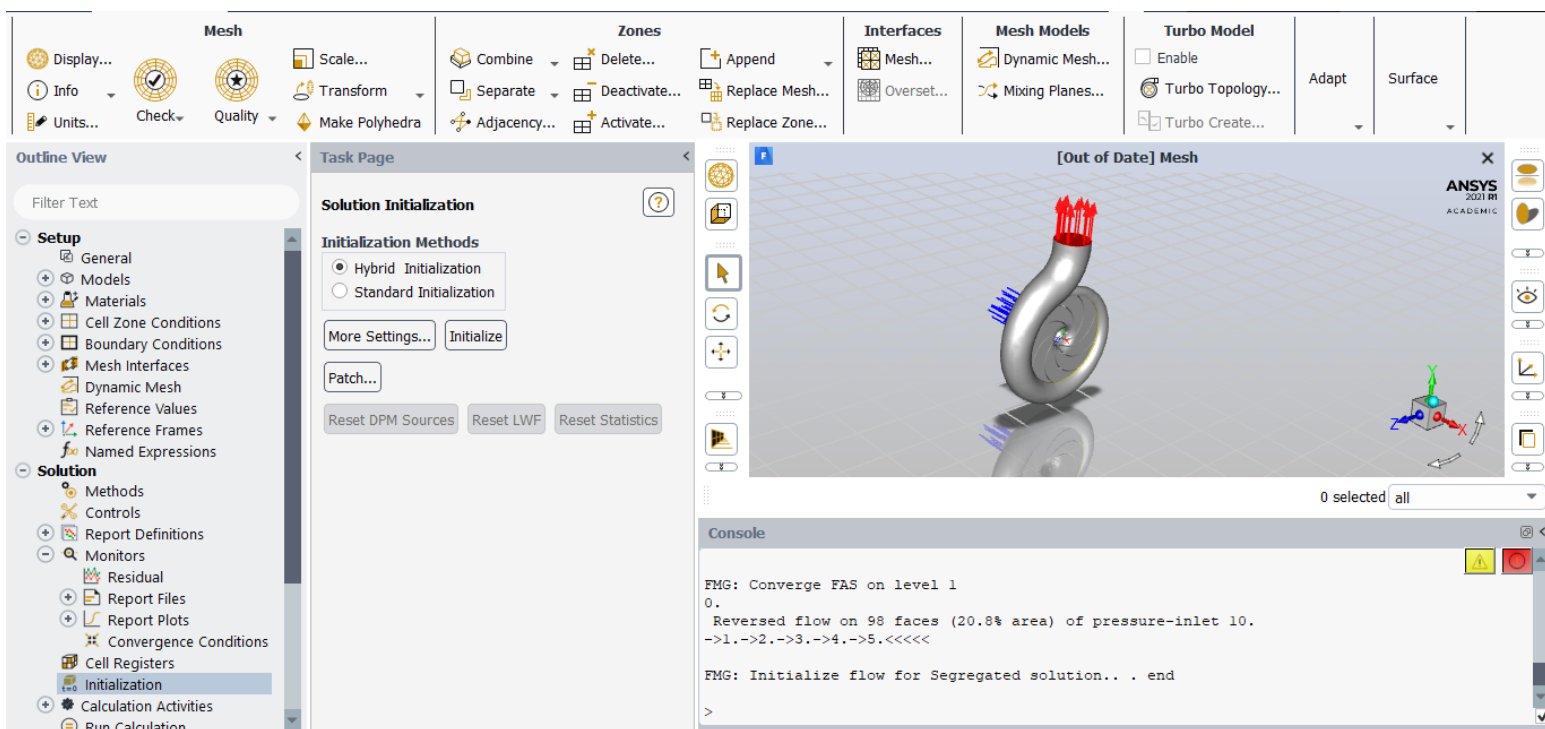 Mesh
Display...
Info
Units...
Check
Quality
Scale...
Transform
Make Polyhedra
Zones
Combine
Separate
Adjacency...
Delete...
Deactivate...
Activate...
Append
Replace Mesh...
Replace Zone...
Interfaces
Mesh...
Overset...
Mesh Models
Dynamic Mesh...
Mixing Planes...
Turbo Model
Enable
Turbo Topology...
Turbo Create...
Adapt
Surface
Outline View
Filter Text
Setup
General
Models
Materials
Cell Zone Conditions
Boundary Conditions
Mesh Interfaces
Dynamic Mesh
Reference Values
Reference Frames
Named Expressions
Solution
Methods
Controls
Report Definitions
Monitors
Residual
Report Files
Report Plots
Convergence Conditions
Cell Registers
t=0 Initialization
Calculation Activities
Run Calculation
Task Page
Solution Initialization
Initialization Methods
Hybrid Initialization
Standard Initialization
More Settings... Initialize
Patch...
Reset DPM Sources Reset LWF Reset Statistics
[Out of Date] Mesh
ANSYS
2021 R1
ACADEMIC
Y
Z
X
0 selected all
Console
FMG: Converge FAS on level 1
0.
Reversed flow on 98 faces (20.8% area) of pressure-inlet 10.
->1.->2.->3.->4.->5.<<<<<
FMG: Initialize flow for Segregated solution.. . end
>